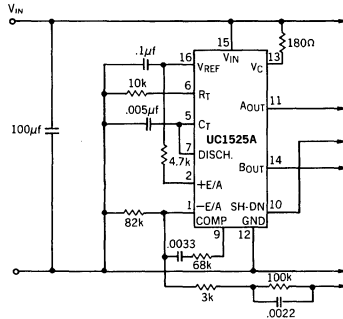 VIN
.1µf
16
VREF
15
VIN
VC
13
180Ω
10k
6
RT
.005µf
5
CT
AOUT
11
100µf
UC1525A
7
DISCH.
4.7k
BOUT
14
2
+E/A
1
-E/A
SH-DN
10
82k
COMP
GND
9
12
.0033
68k
3k
100k
.0022